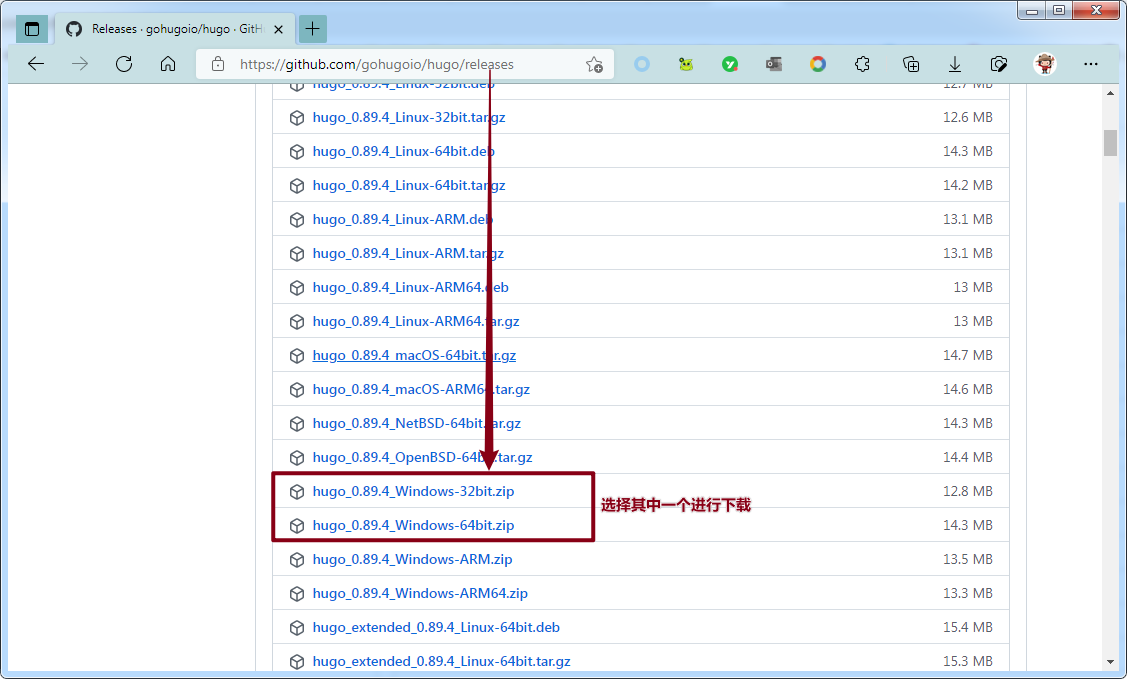 Releases · gohugoio/hugo · GitH
https://github.com/gohugoio/hugo/releases
hugo_0.89.4_Linux-32bit.deb 12.7 MB
hugo_0.89.4_Linux-32bit.tar.gz 12.6 MB
hugo_0.89.4_Linux-64bit.deb 14.3 MB
hugo_0.89.4_Linux-64bit.tar.gz 14.2 MB
hugo_0.89.4_Linux-ARM.deb 13.1 MB
hugo_0.89.4_Linux-ARM.tar.gz 13.1 MB
hugo_0.89.4_Linux-ARM64.deb 13 MB
hugo_0.89.4_Linux-ARM64.tar.gz 13 MB
hugo_0.89.4_macOS-64bit.tar.gz 14.7 MB
hugo_0.89.4_macOS-ARM64.tar.gz 14.6 MB
hugo_0.89.4_NetBSD-64bit.tar.gz 14.3 MB
hugo_0.89.4_OpenBSD-64bit.tar.gz 14.4 MB
hugo_0.89.4_Windows-32bit.zip 12.8 MB
选择其中一个进行下载
hugo_0.89.4_Windows-64bit.zip 14.3 MB
hugo_0.89.4_Windows-ARM.zip 13.5 MB
hugo_0.89.4_Windows-ARM64.zip 13.3 MB
hugo_extended_0.89.4_Linux-64bit.deb 15.4 MB
hugo_extended_0.89.4_Linux-64bit.tar.gz 15.3 MB